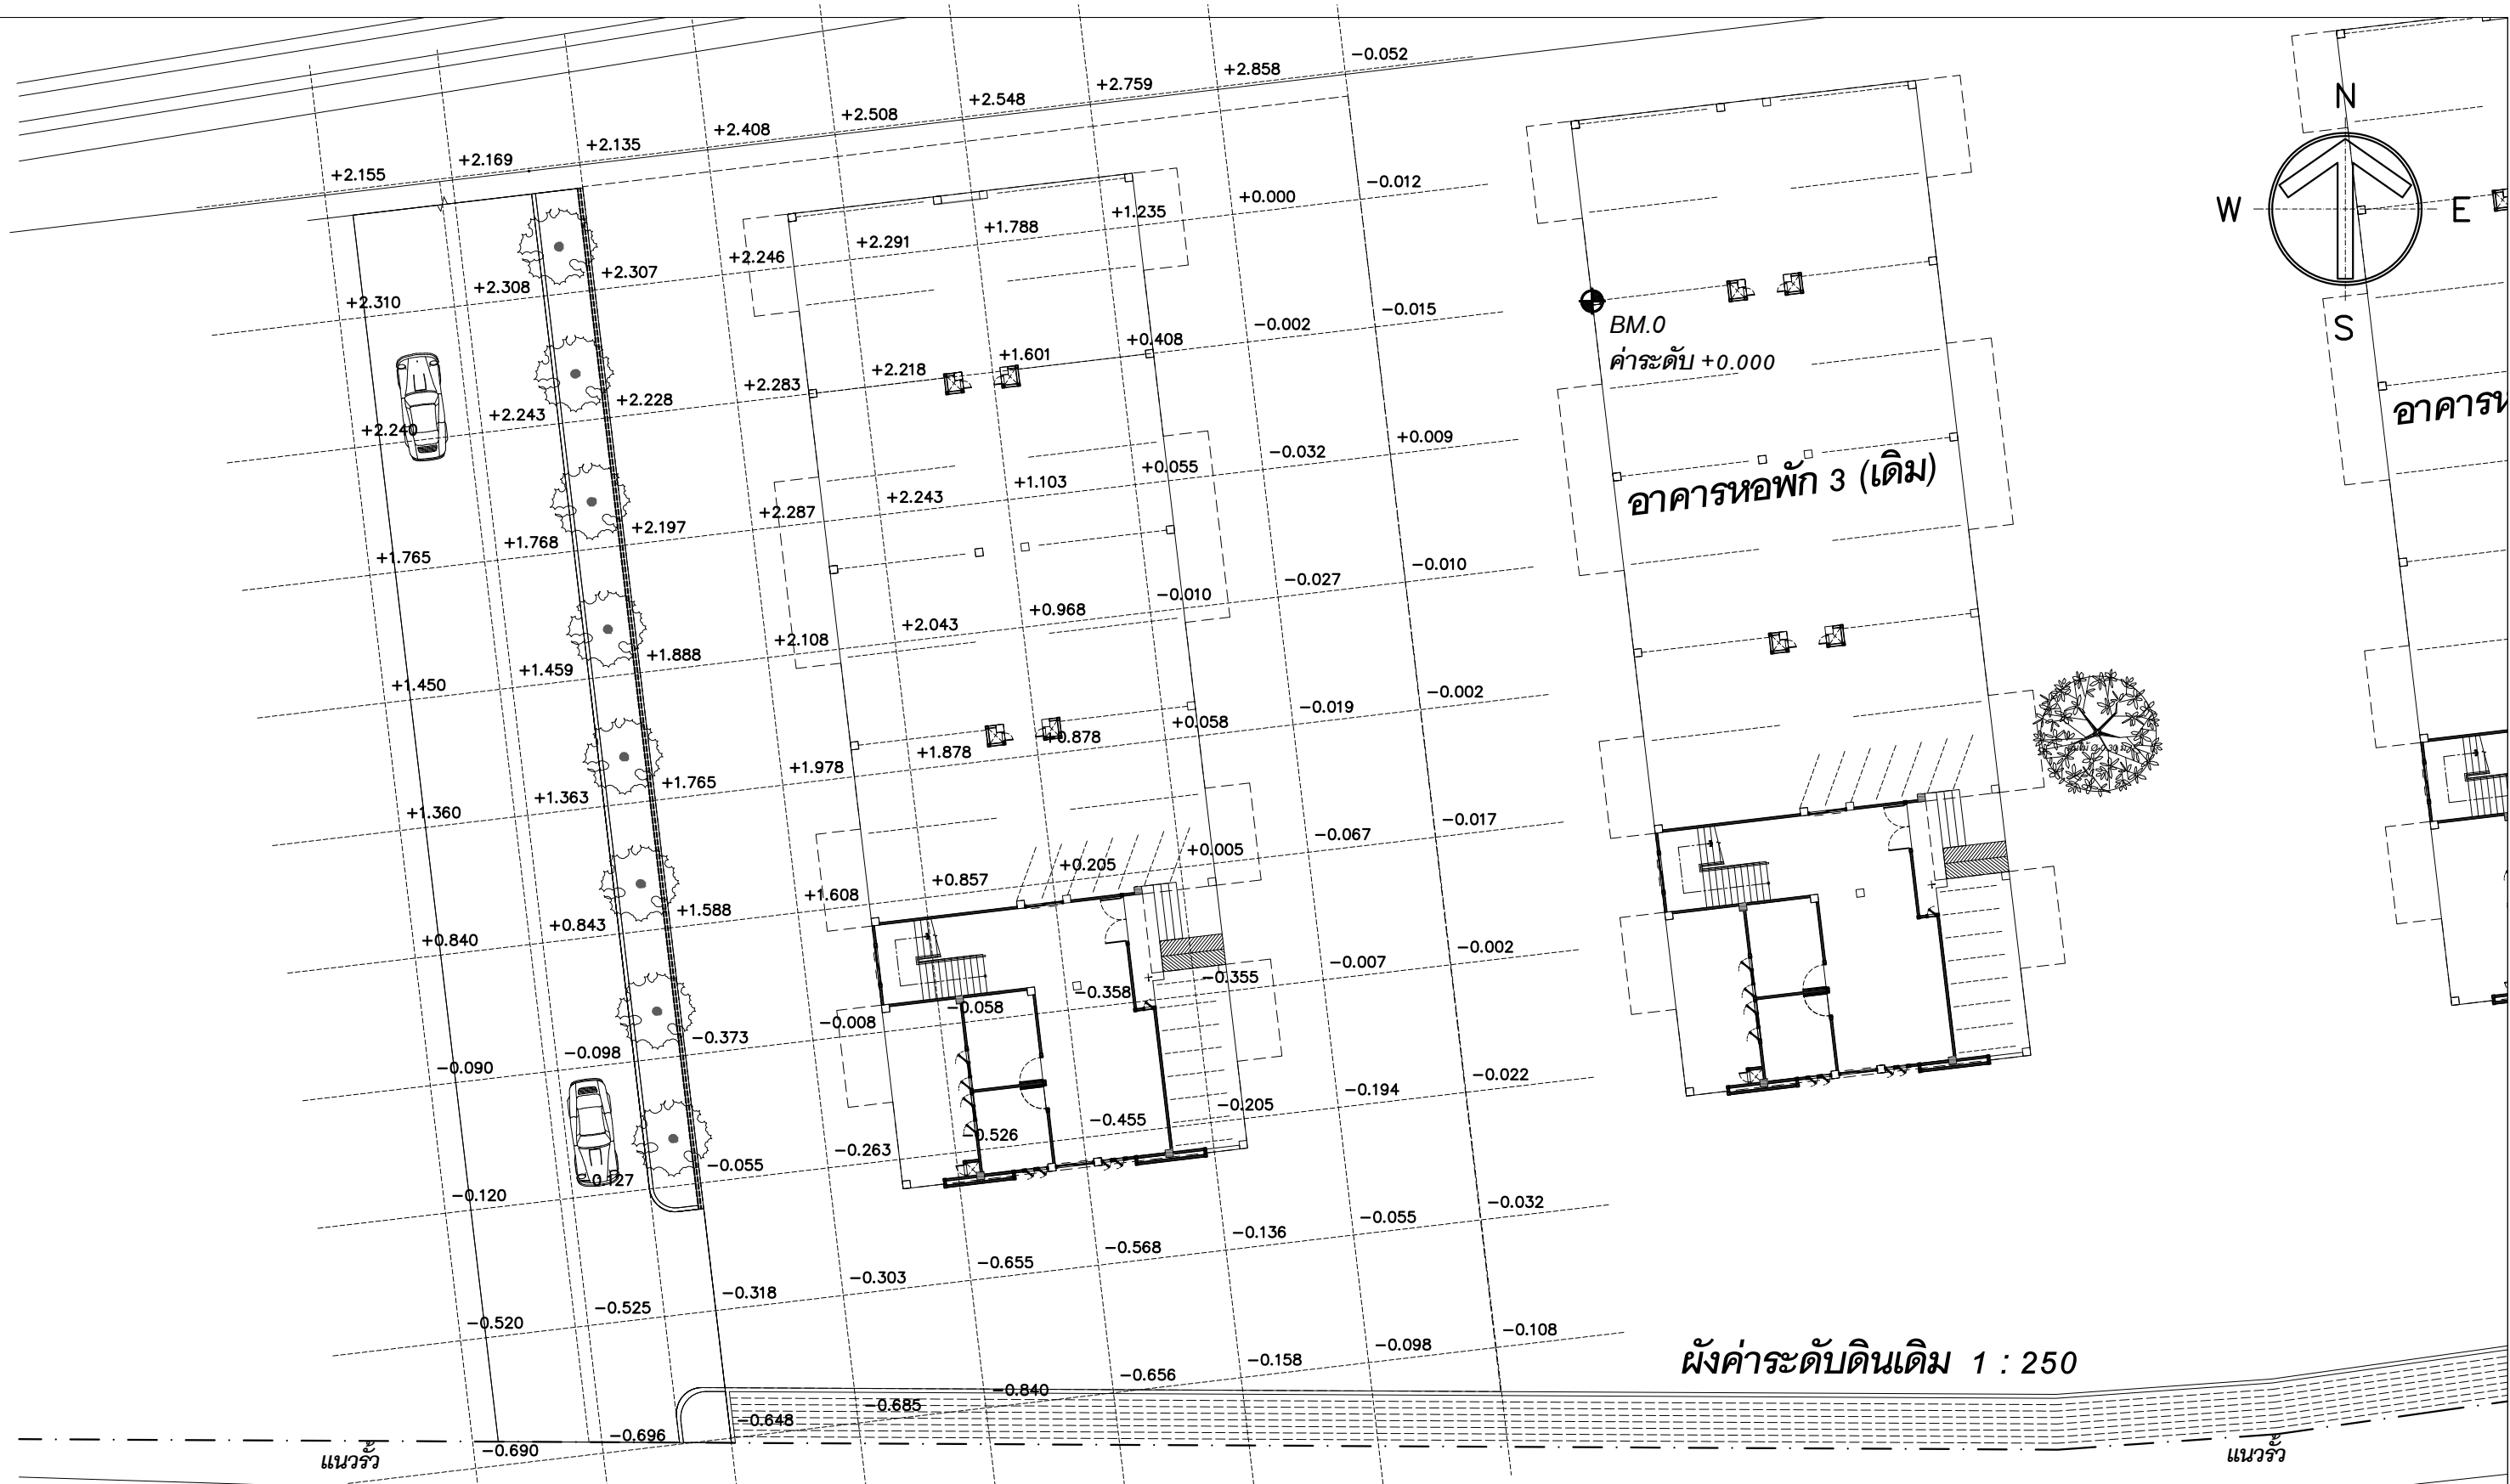 +2.155 +2.169 +2.135 +2.408 +2.508 +2.548 +2.759 +2.858 −0.052
+2.310 +2.308 +2.307 +2.246 +2.291 +1.788 +1.235 +0.000 −0.012
+2.240 +2.243 +2.228 +2.283 +2.218 +1.601 +0.408 −0.002 −0.015
+1.765 +1.768 +2.197 +2.287 +2.243 +1.103 +0.055 −0.032 +0.009
+1.450 +1.459 +1.888 +2.108 +2.043 +0.968 −0.010 −0.027 −0.010
+1.360 +1.363 +1.765 +1.978 +1.878 +0.878 +0.058 −0.019 −0.002
+0.840 +0.843 +1.588 +1.608 +0.857 +0.205 +0.005 −0.067 −0.017
−0.090 −0.098 −0.373 −0.008 −0.058 −0.358 −0.355 −0.007 −0.002
−0.120 0.127 −0.055 −0.263 −0.526 −0.455 −0.205 −0.194 −0.022
−0.520 −0.525 −0.318 −0.303 −0.655 −0.568 −0.136 −0.055 −0.032
−0.690 −0.696 −0.648 −0.685 −0.840 −0.656 −0.158 −0.098 −0.108
N
W E
S
BM.0
ค่าระดับ +0.000
อาคารหอพัก 3 (เดิม)
ผังค่าระดับดินเดิม 1 : 250
แนวรั้ว
แนวรั้ว